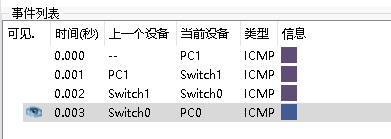 事件列表
可见. 时间(秒) 上一个设备 当前设备 类型 信息
0.000 -- PC1 ICMP
0.001 PC1 Switch1 ICMP
0.002 Switch1 Switch0 ICMP
0.003 Switch0 PC0 ICMP